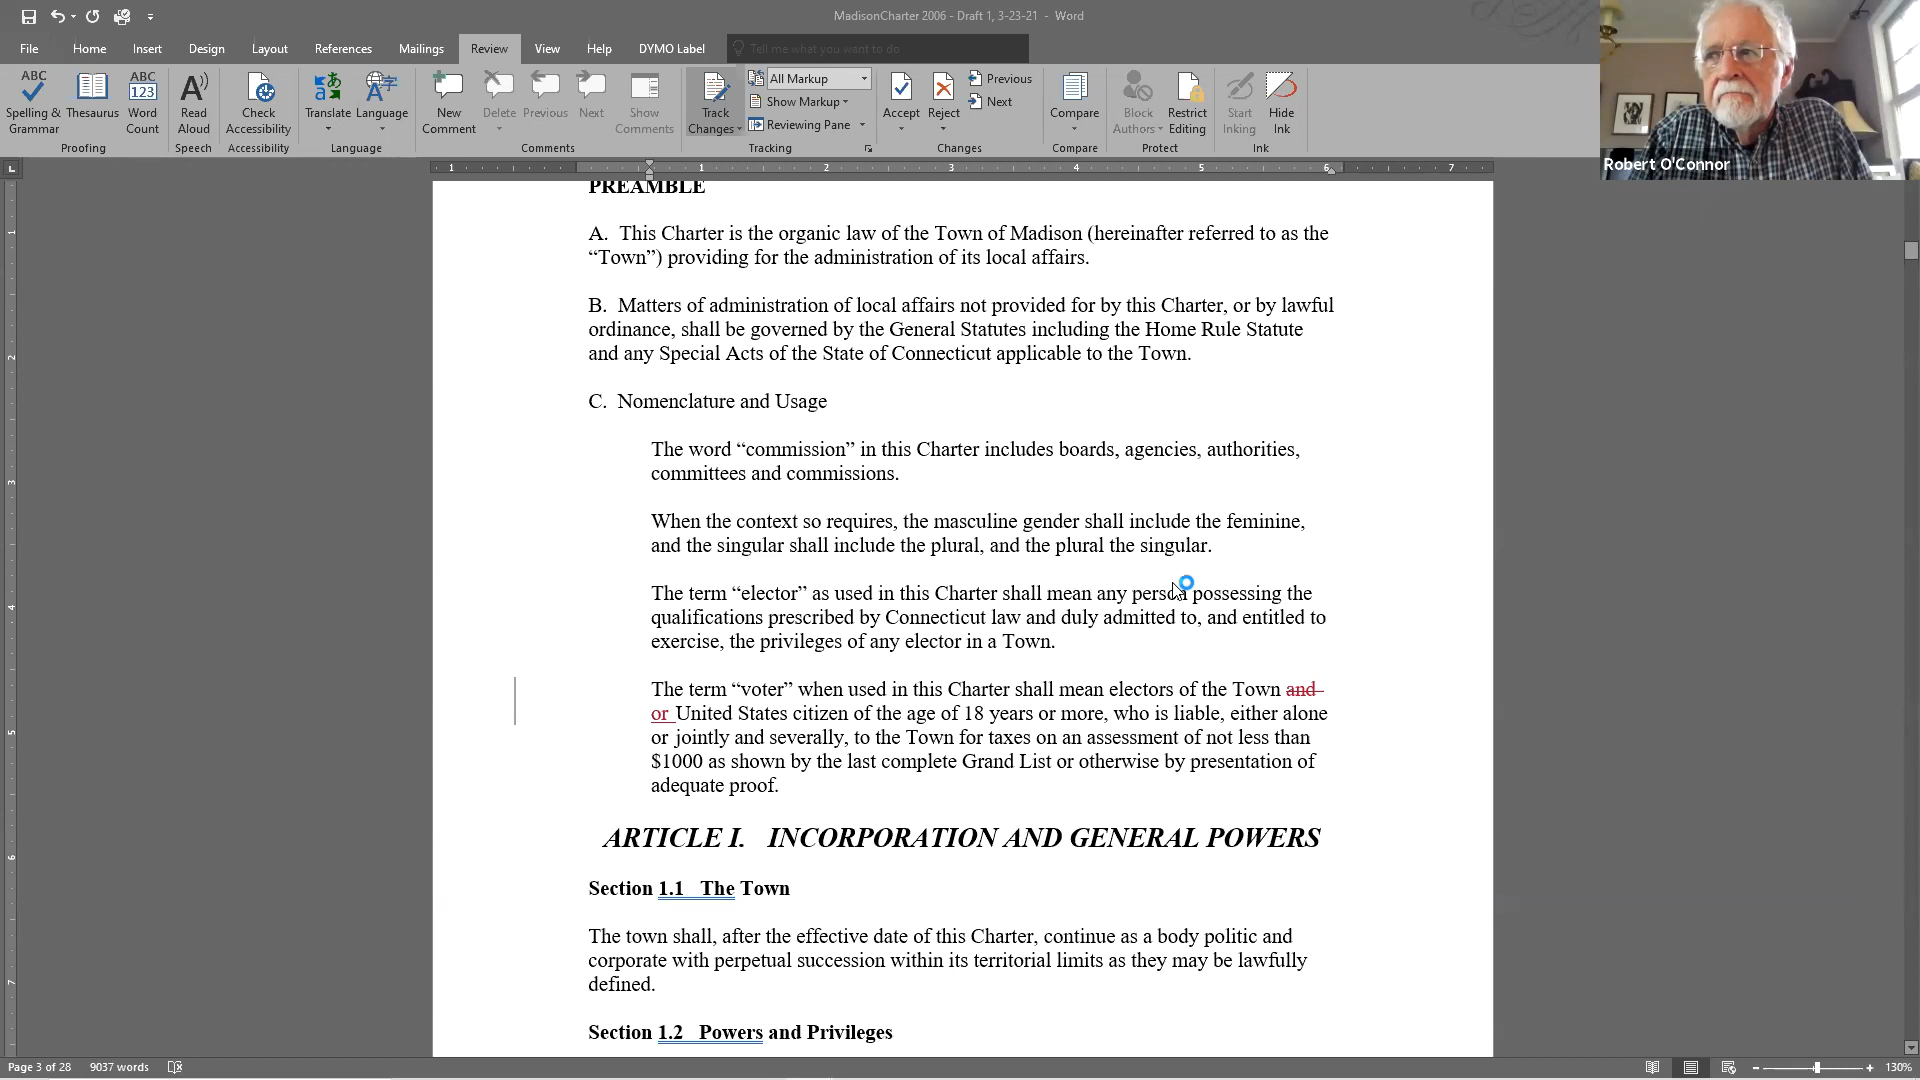 MadisonCharter 2006 - Draft 1, 3-23-21 - Word
File Home Insert Design Layout References Mailings Review View Help DYMO Label Tell me what you want to do
Spelling & Grammar
Thesaurus
Word Count
Proofing
Read Aloud
Speech
Check Accessibility
Accessibility
Translate
Language
Language
New Comment
Delete
Previous
Next
Show Comments
Comments
Track Changes
All Markup
Show Markup
Reviewing Pane
Tracking
Accept
Reject
Previous
Next
Changes
Compare
Compare
Block Authors
Restrict Editing
Protect
Start Inking
Hide Ink
Ink
Robert O'Connor
1 1 2 3 4 5 6 7
PREAMBLE
A. This Charter is the organic law of the Town of Madison (hereinafter referred to as the
“Town”) providing for the administration of its local affairs.
B. Matters of administration of local affairs not provided for by this Charter, or by lawful
ordinance, shall be governed by the General Statutes including the Home Rule Statute
and any Special Acts of the State of Connecticut applicable to the Town.
C. Nomenclature and Usage
The word “commission” in this Charter includes boards, agencies, authorities,
committees and commissions.
When the context so requires, the masculine gender shall include the feminine,
and the singular shall include the plural, and the plural the singular.
The term “elector” as used in this Charter shall mean any person possessing the
qualifications prescribed by Connecticut law and duly admitted to, and entitled to
exercise, the privileges of any elector in a Town.
The term “voter” when used in this Charter shall mean electors of the Town and
or United States citizen of the age of 18 years or more, who is liable, either alone
or jointly and severally, to the Town for taxes on an assessment of not less than
$1000 as shown by the last complete Grand List or otherwise by presentation of
adequate proof.
ARTICLE I. INCORPORATION AND GENERAL POWERS
Section 1.1 The Town
The town shall, after the effective date of this Charter, continue as a body politic and
corporate with perpetual succession within its territorial limits as they may be lawfully
defined.
Section 1.2 Powers and Privileges
Page 3 of 28 9037 words
130%